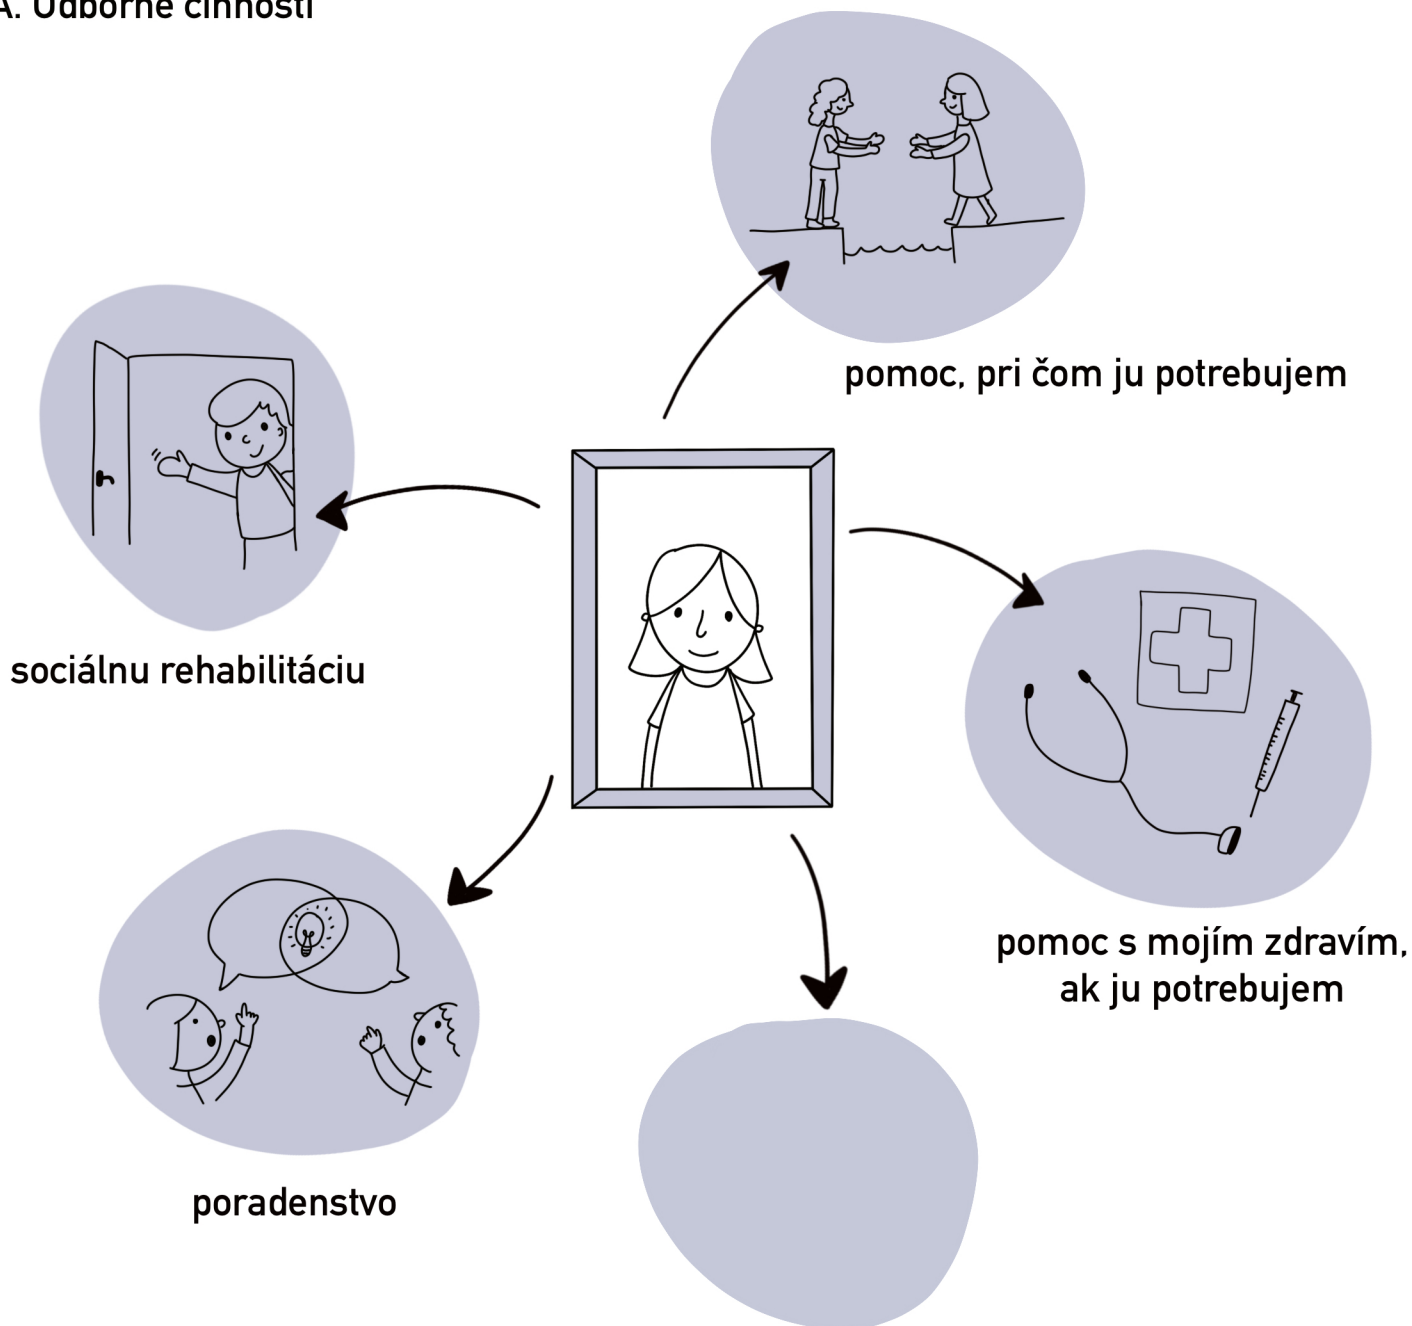 A. Odborné činnosti
pomoc, pri čom ju potrebujem
sociálnu rehabilitáciu
pomoc s mojím zdravím,
ak ju potrebujem
poradenstvo